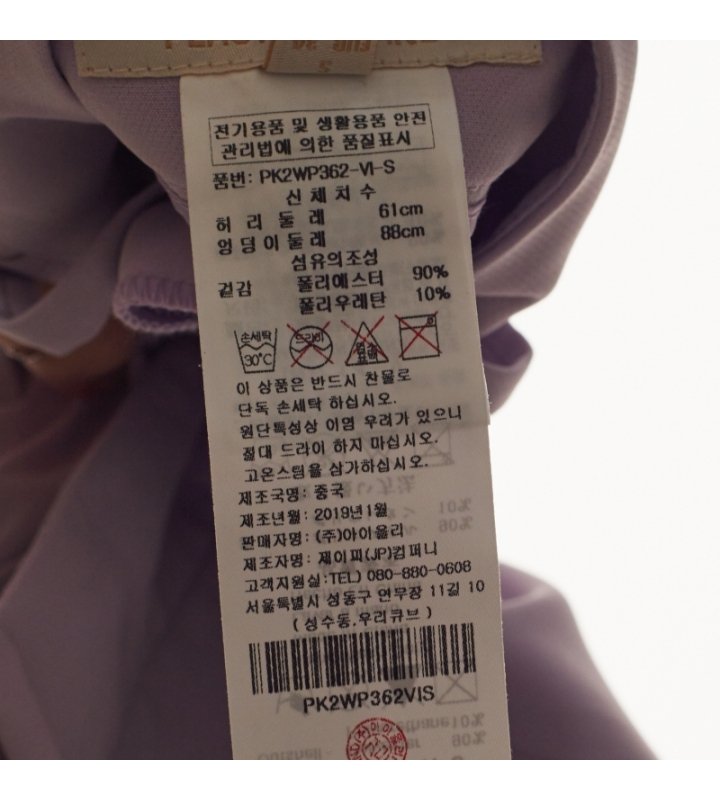 전기용품 및 생활용품 안전
관리법에 의한 품질표시
품번: PK2WP362-VI-S
신체치수
허리둘레 61cm
엉덩이둘레 88cm
섬유의조성
겉감 폴리에스터 90%
폴리우레탄 10%
손세탁 30℃ 드라이 염소표백
이 상품은 반드시 찬물로
단독 손세탁 하십시오.
원단특성상 이염 우려가 있으니
절대 드라이 하지 마십시오.
고온스팀을 삼가하십시오.
제조국명: 중국
제조년월: 2019년1월
판매자명: (주)아이올리
제조자명: 제이피(JP)컴퍼니
고객지원실:TEL) 080-880-0608
서울특별시 성동구 연무장 11길 10
(성수동.우리큐브)
PK2WP362VIS